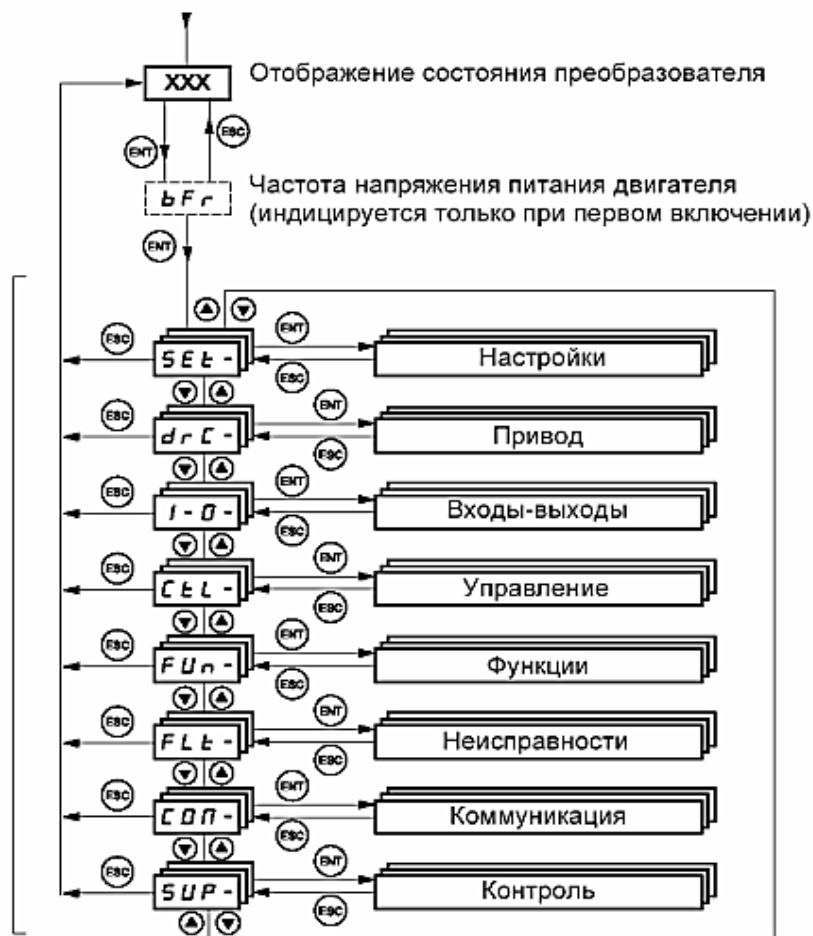 XXX Отображение состояния преобразователя
ESC
ENT
bFr Частота напряжения питания двигателя
(индицируется только при первом включении)
ENT
ESC SEt- ENT Настройки
ESC
ESC drC- ENT Привод
ESC
ESC I-O- ENT Входы-выходы
ESC
ESC CtL- ENT Управление
ESC
ESC FUn- ENT Функции
ESC
ESC FLt- ENT Неисправности
ESC
ESC COM- ENT Коммуникация
ESC
ESC SUP- ENT Контроль
ESC